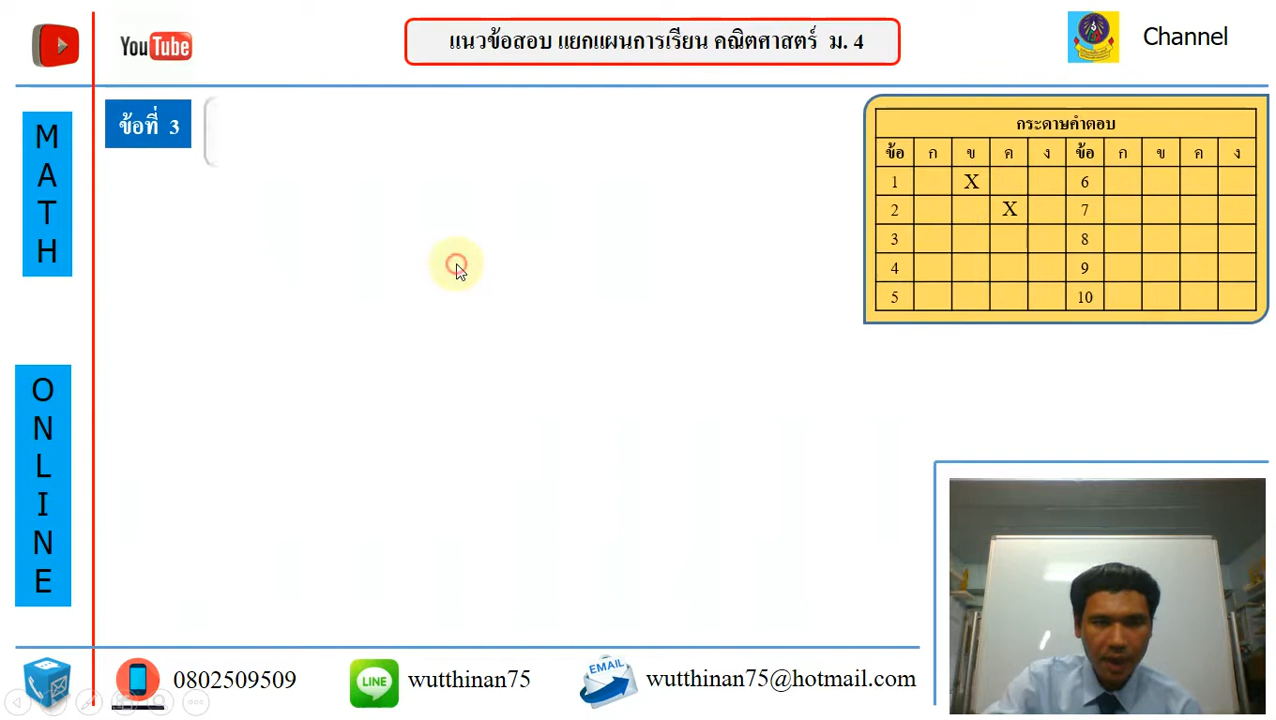 YouTube
แนวข้อสอบ แยกแผนการเรียน คณิตศาสตร์ ม. 4
Channel
MATH
ONLINE
ข้อที่ 3
กระดาษคำตอบ
ข้อ ก ข ค ง ข้อ ก ข ค ง
1 X 6
2 X 7
3 8
4 9
5 10
0802509509
LINE
wutthinan75
EMAIL
wutthinan75@hotmail.com